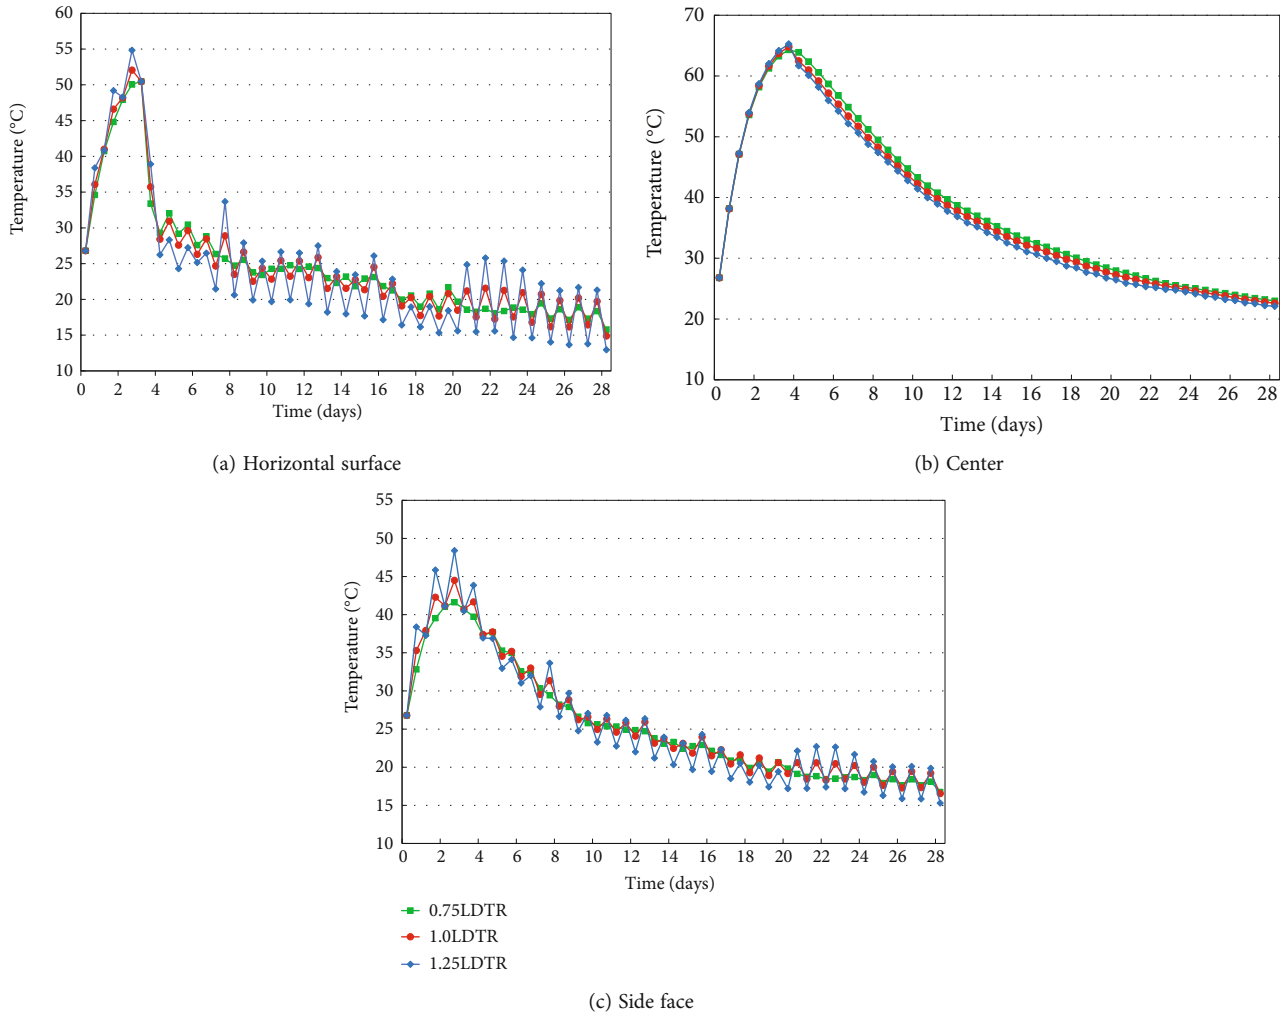 60
55
50
45
40
35
30
25
20
15
10
Temperature (°C)
0 2 4 6 8 10 12 14 16 18 20 22 24 26 28
Time (days)
(a) Horizontal surface
70
60
50
40
30
20
10
Temperature (°C)
0 2 4 6 8 10 12 14 16 18 20 22 24 26 28
Time (days)
(b) Center
55
50
45
40
35
30
25
20
15
10
Temperature (°C)
0 2 4 6 8 10 12 14 16 18 20 22 24 26 28
Time (days)
0.75LDTR
1.0LDTR
1.25LDTR
(c) Side face